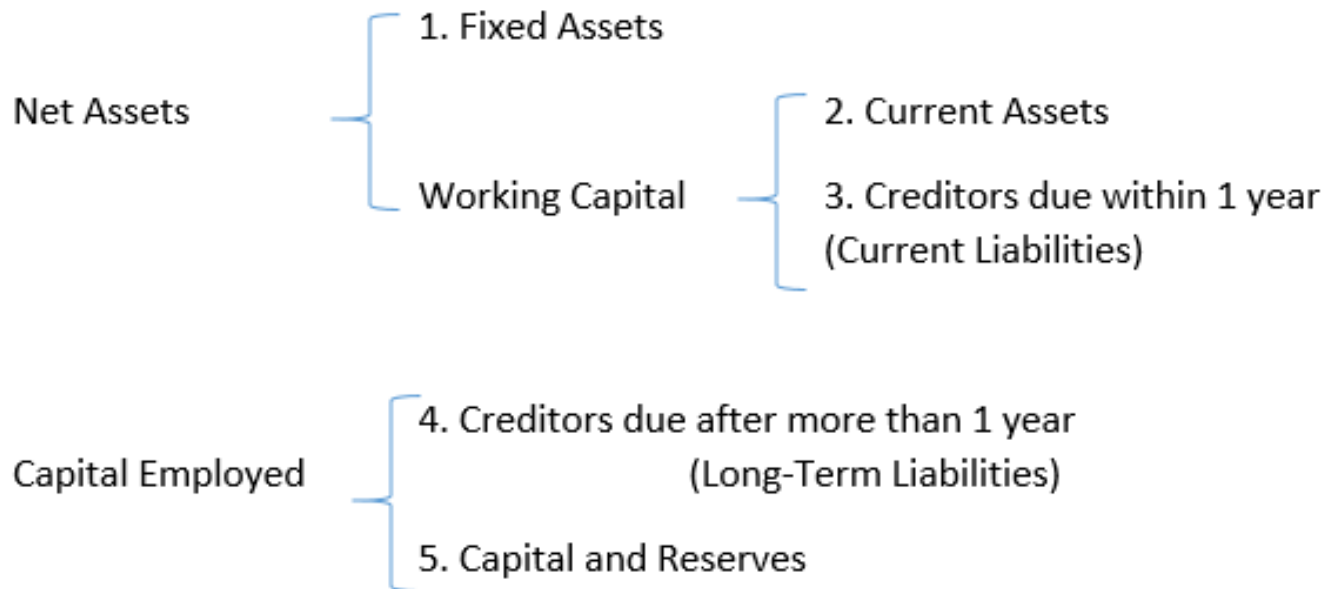 1. Fixed Assets
Net Assets
2. Current Assets
Working Capital
3. Creditors due within 1 year
(Current Liabilities)
4. Creditors due after more than 1 year
Capital Employed
(Long-Term Liabilities)
5. Capital and Reserves